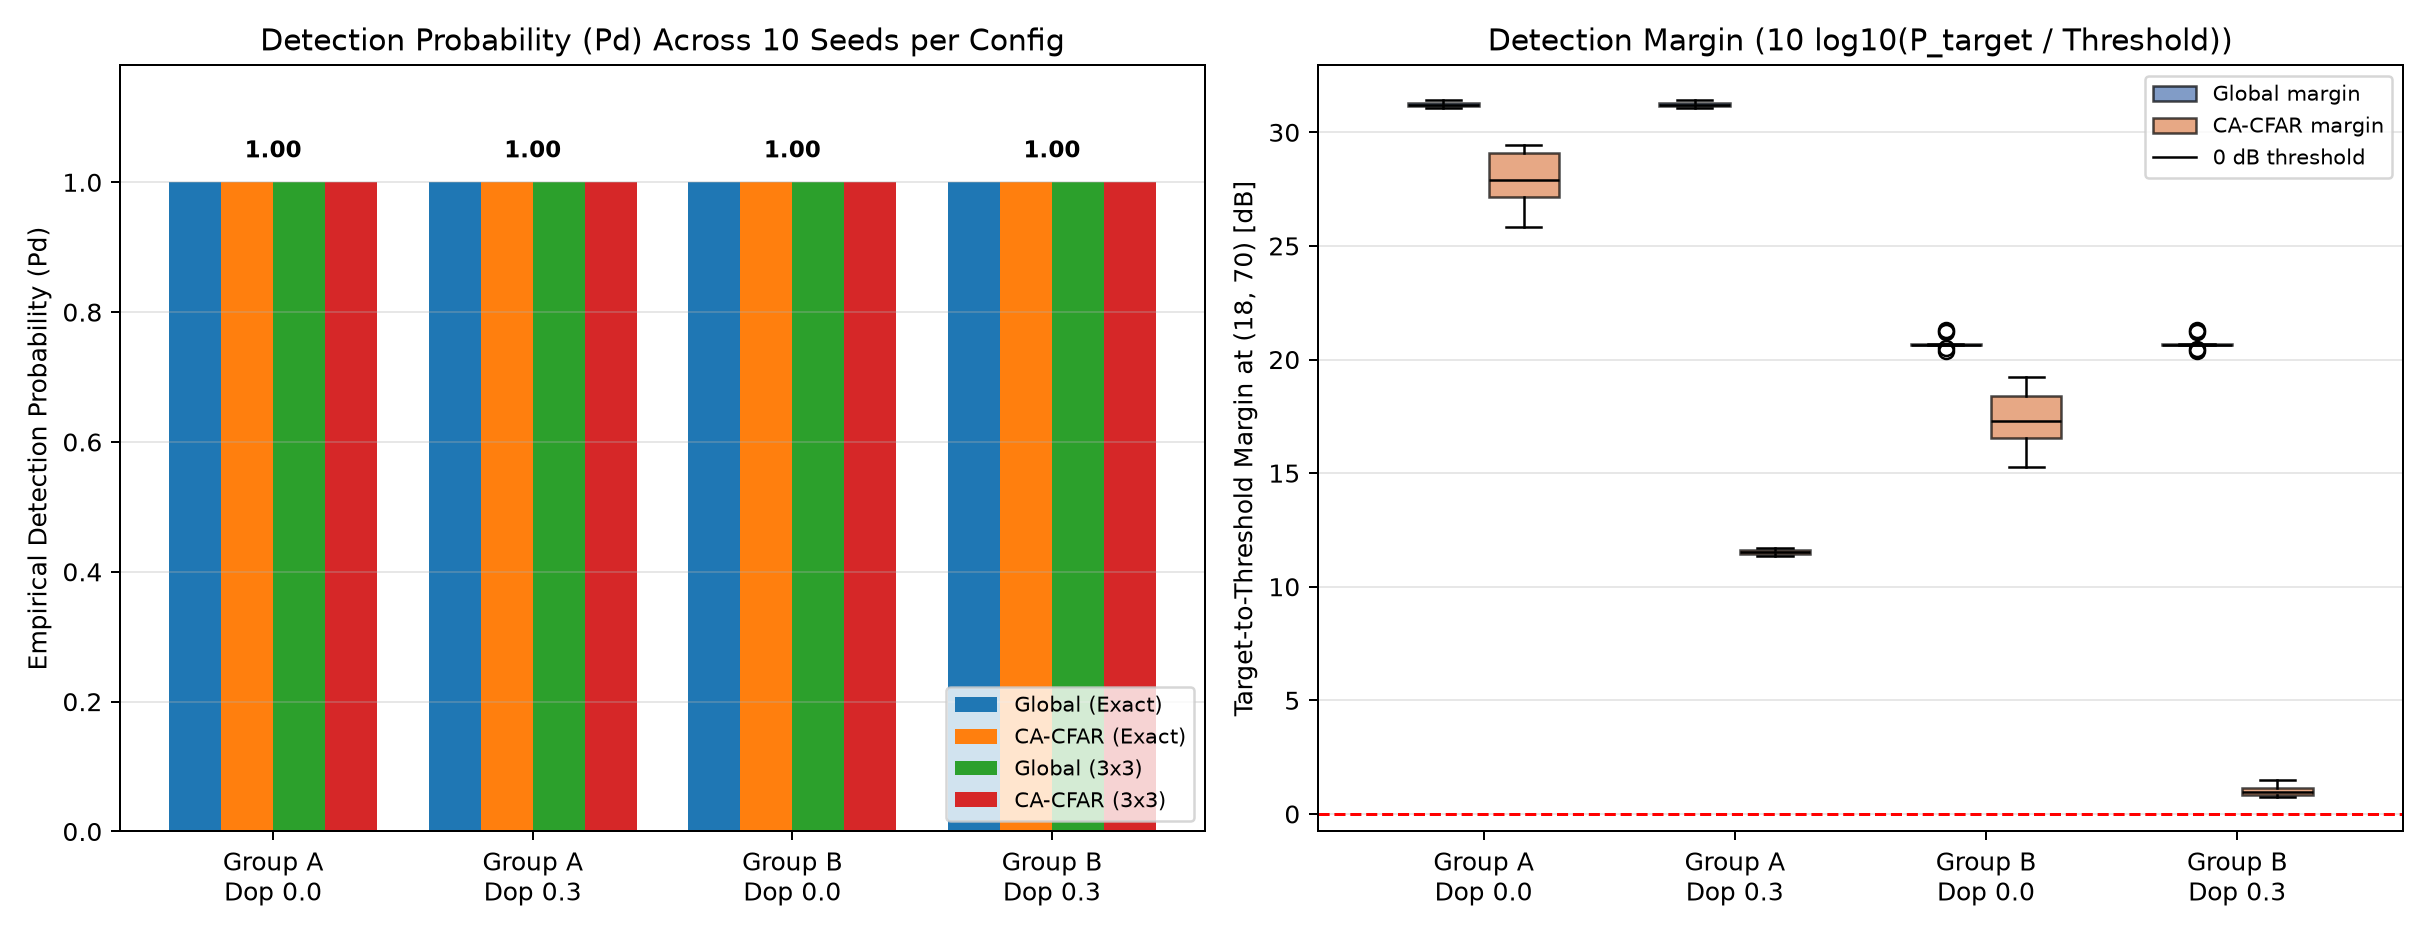 Detection Probability (Pd) Across 10 Seeds per Config
Empirical Detection Probability (Pd)
1.0
0.8
0.6
0.4
0.2
0.0
1.00
1.00
1.00
1.00
Global (Exact)
CA-CFAR (Exact)
Global (3x3)
CA-CFAR (3x3)
Group A
Dop 0.0
Group A
Dop 0.3
Group B
Dop 0.0
Group B
Dop 0.3
Detection Margin (10 log10(P_target / Threshold))
Target-to-Threshold Margin at (18, 70) [dB]
30
25
20
15
10
5
0
Global margin
CA-CFAR margin
0 dB threshold
Group A
Dop 0.0
Group A
Dop 0.3
Group B
Dop 0.0
Group B
Dop 0.3